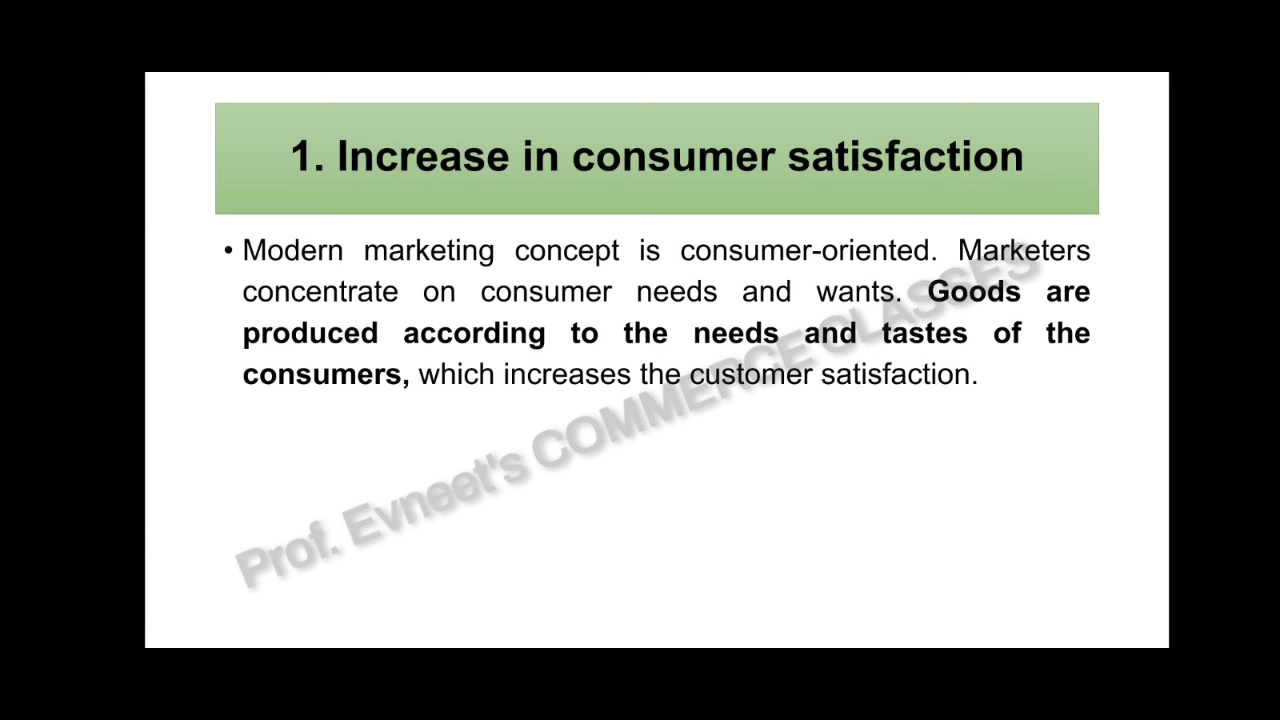 1. Increase in consumer satisfaction
• Modern marketing concept is consumer-oriented. Marketers
concentrate on consumer needs and wants. Goods are
produced according to the needs and tastes of the
consumers, which increases the customer satisfaction.
Prof. Evneet's COMMERCE CLASSES